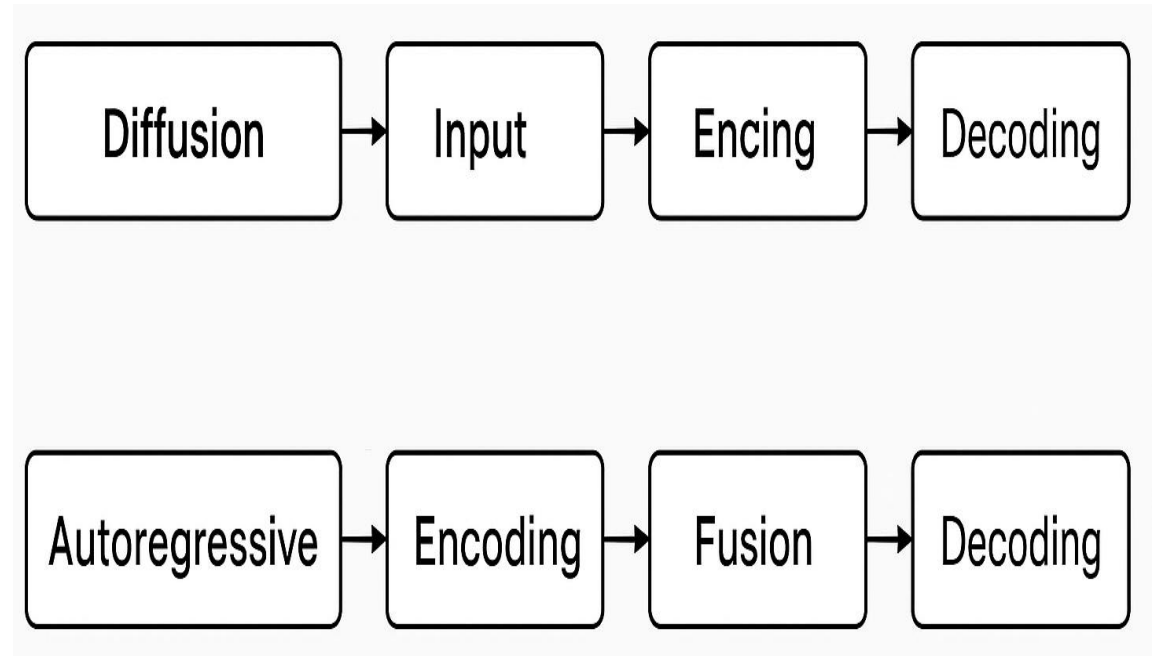 Diffusion
Input
Encing
Decoding
Autoregressive
Encoding
Fusion
Decoding